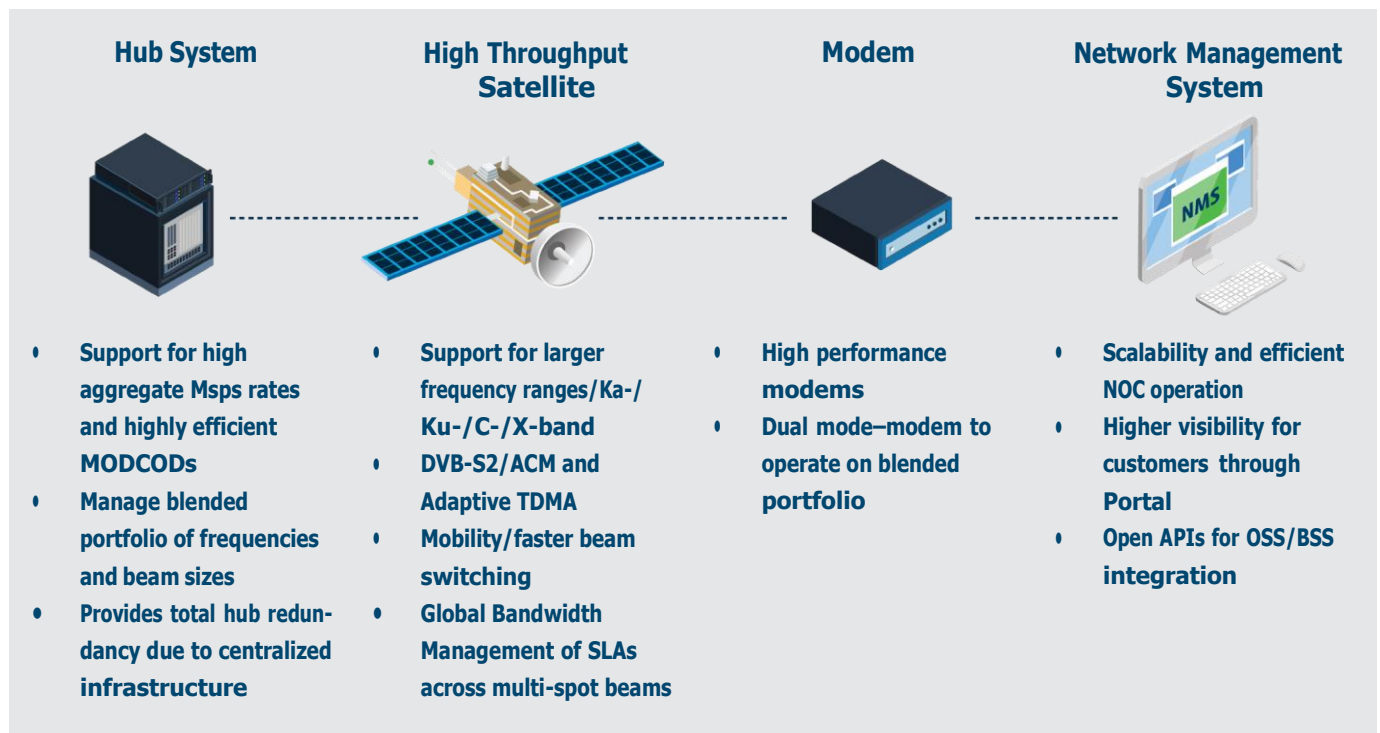 Hub System
High Throughput
Satellite
Modem
Network Management
System
NMS
• Support for high
aggregate Msps rates
and highly efficient
MODCODs
• Manage blended
portfolio of frequencies
and beam sizes
• Provides total hub redun-
dancy due to centralized
infrastructure
• Support for larger
frequency ranges/Ka-/
Ku-/C-/X-band
• DVB-S2/ACM and
Adaptive TDMA
• Mobility/faster beam
switching
• Global Bandwidth
Management of SLAs
across multi-spot beams
• High performance
modems
• Dual mode–modem to
operate on blended
portfolio
• Scalability and efficient
NOC operation
• Higher visibility for
customers through
Portal
• Open APIs for OSS/BSS
integration